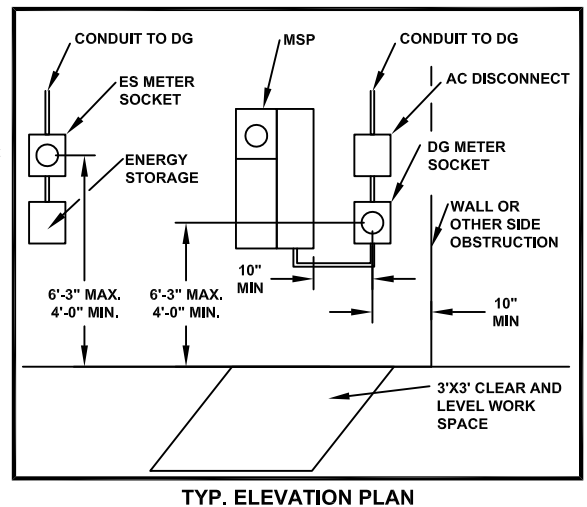 CONDUIT TO DG
MSP
CONDUIT TO DG
ES METER
SOCKET
AC DISCONNECT
ENERGY
STORAGE
DG METER
SOCKET
WALL OR
OTHER SIDE
OBSTRUCTION
6'-3" MAX.
4'-0" MIN.
6'-3" MAX.
4'-0" MIN.
10"
MIN
10"
MIN
3'X3' CLEAR AND
LEVEL WORK
SPACE
TYP. ELEVATION PLAN